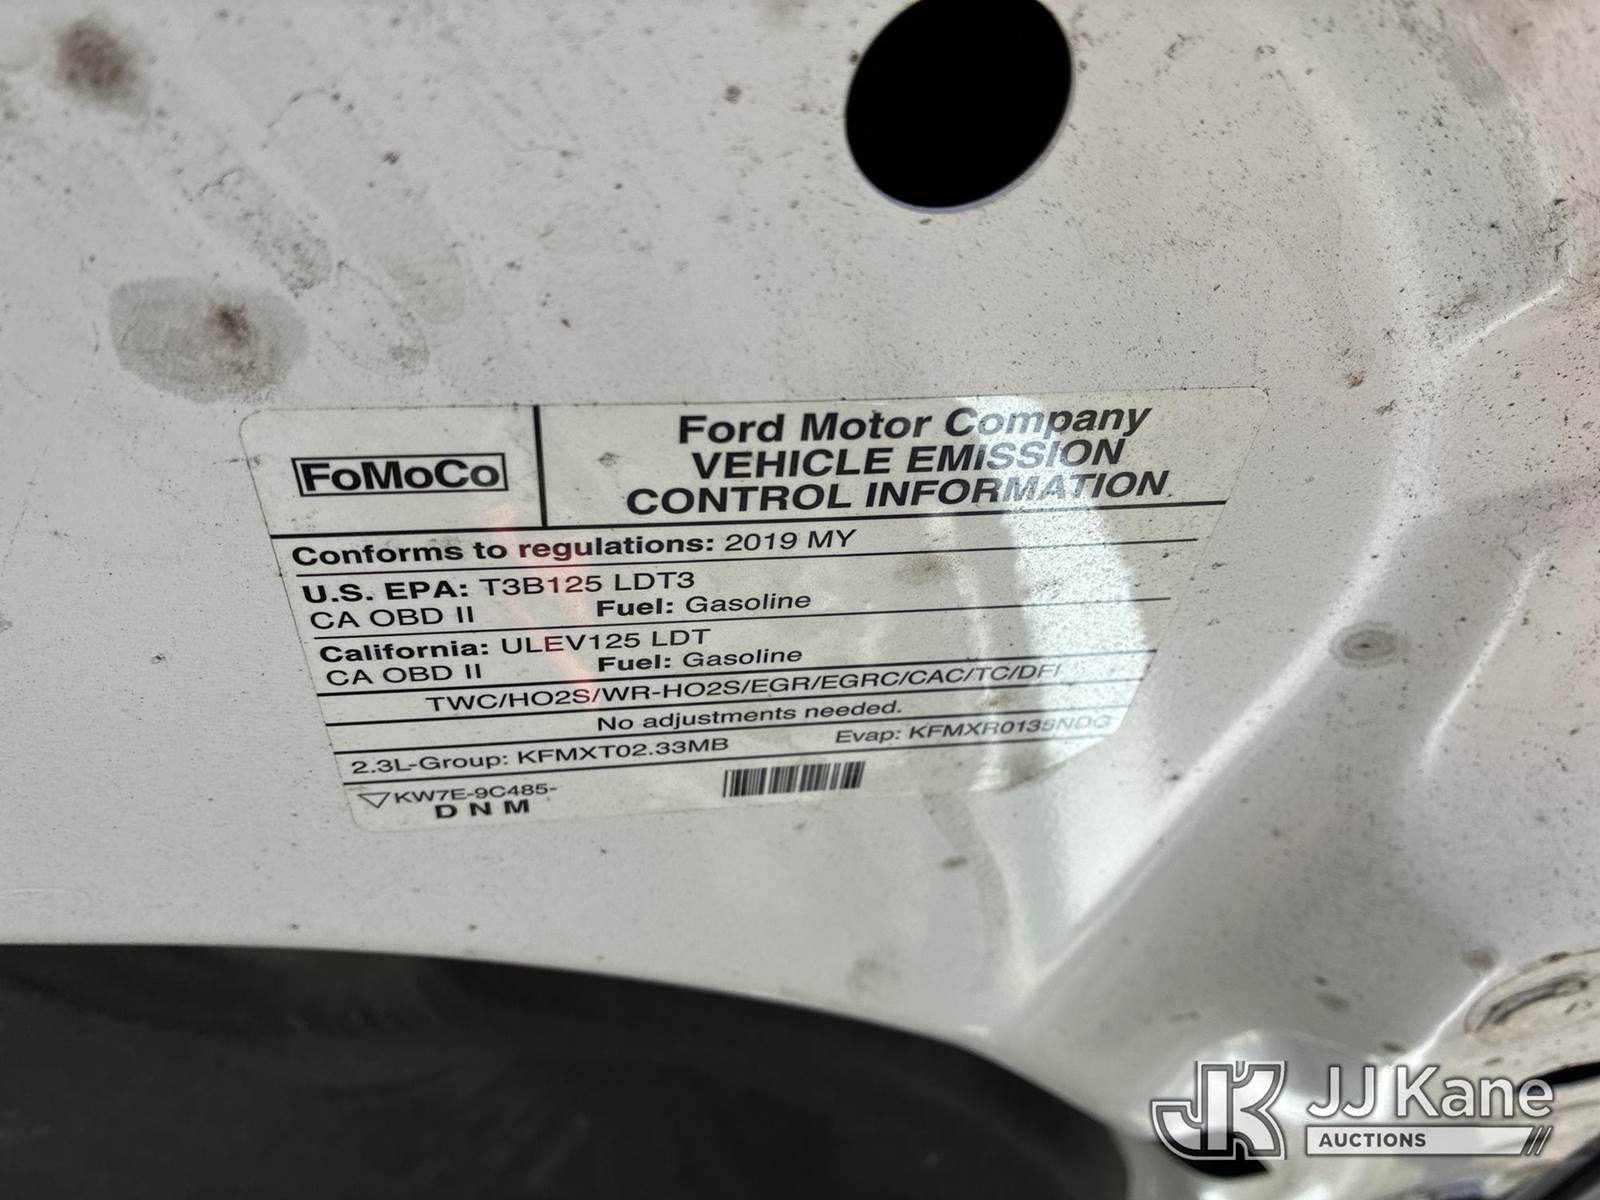 FoMoCo
Ford Motor Company
VEHICLE EMISSION
CONTROL INFORMATION
Conforms to regulations: 2019 MY
U.S. EPA: T3B125 LDT3
CA OBD II Fuel: Gasoline
California: ULEV125 LDT
CA OBD II Fuel: Gasoline
TWC/HO2S/WR-HO2S/EGR/EGRC/CAC/TC/DFI
No adjustments needed.
2.3L-Group: KFMXT02.33MB Evap:
KW7E-9C485-
DNM
JK JJ Kane
AUCTIONS